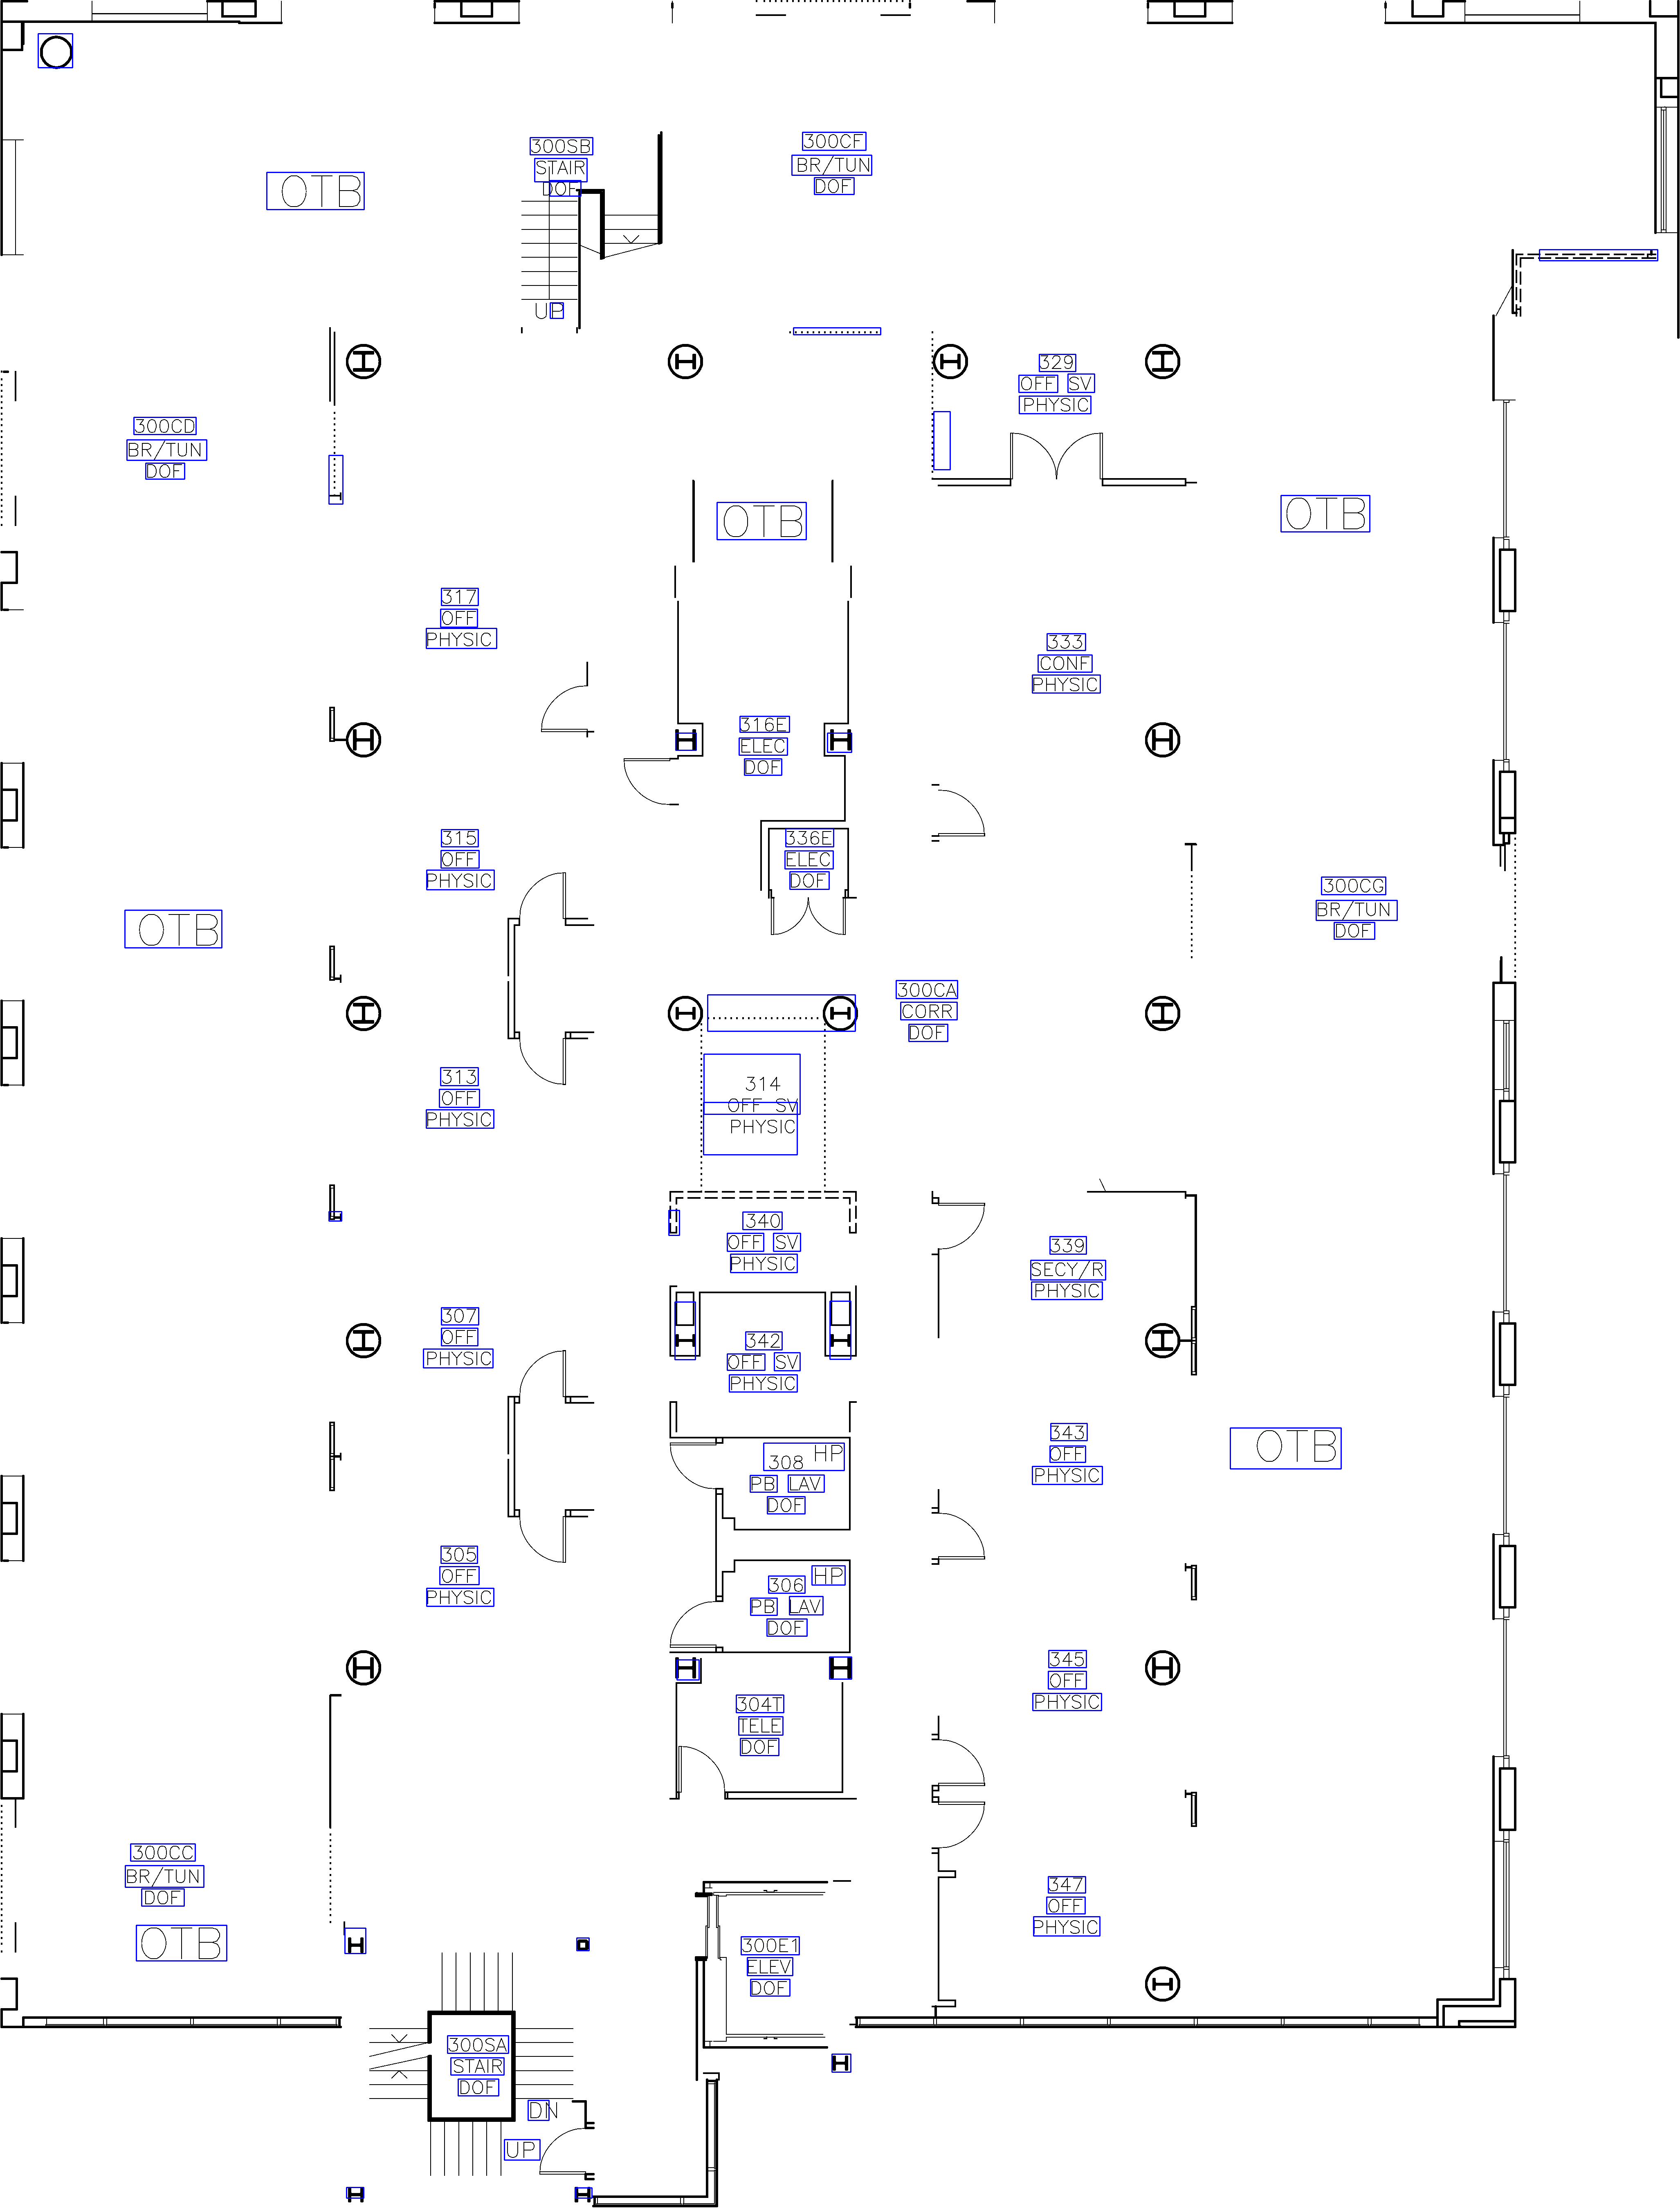 300SB
STAIR
DOF
300CF
BR/TUN
DOF
OTB
UP
329
OFF SV
PHYSIC
300CD
BR/TUN
DOF
OTB
OTB
317
OFF
PHYSIC
333
CONF
PHYSIC
316E
ELEC
DOF
315
OFF
PHYSIC
336E
ELEC
DOF
300CG
BR/TUN
DOF
OTB
300CA
CORR
DOF
313
OFF
PHYSIC
314
OFF SV
PHYSIC
340
OFF SV
PHYSIC
339
SECY/R
PHYSIC
307
OFF
PHYSIC
342
OFF SV
PHYSIC
343
OFF
PHYSIC
OTB
308 HP
PB LAV
DOF
305
OFF
PHYSIC
306 HP
PB LAV
DOF
345
OFF
PHYSIC
304T
TELE
DOF
300CC
BR/TUN
DOF
OTB
347
OFF
PHYSIC
300E1
ELEV
DOF
300SA
STAIR
DOF
DN
UP